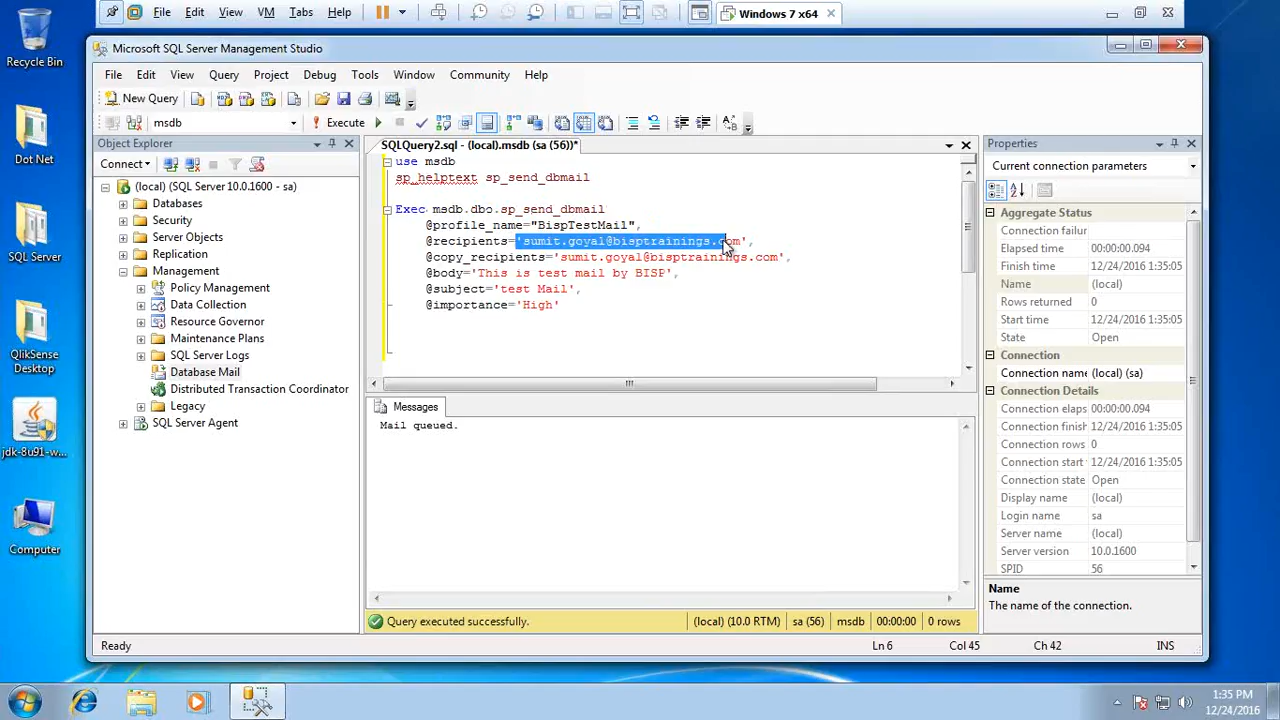 File Edit View VM Tabs Help Windows 7 x64
Recycle Bin
Dot Net
SQL Server
QlikSense
Desktop
jdk-8u91-w...
Computer
Microsoft SQL Server Management Studio
File Edit View Query Project Debug Tools Window Community Help
New Query
msdb Execute
Object Explorer
Connect
(local) (SQL Server 10.0.1600 - sa)
Databases
Security
Server Objects
Replication
Management
Policy Management
Data Collection
Resource Governor
Maintenance Plans
SQL Server Logs
Database Mail
Distributed Transaction Coordinator
Legacy
SQL Server Agent
SQLQuery2.sql - (local).msdb (sa (56))*
use msdb
sp_helptext sp_send_dbmail
Exec msdb.dbo.sp_send_dbmail
@profile_name="BispTestMail",
@recipients='sumit.goyal@bisptrainings.com',
@copy_recipients='sumit.goyal@bisptrainings.com',
@body='This is test mail by BISP',
@subject='test Mail',
@importance='High'
Messages
Mail queued.
Query executed successfully. (local) (10.0 RTM) sa (56) msdb 00:00:00 0 rows
Properties
Current connection parameters
Aggregate Status
Connection failur
Elapsed time 00:00:00.094
Finish time 12/24/2016 1:35:05
Name (local)
Rows returned 0
Start time 12/24/2016 1:35:05
State Open
Connection
Connection name (local) (sa)
Connection Details
Connection elaps 00:00:00.094
Connection finish 12/24/2016 1:35:05
Connection rows 0
Connection start 12/24/2016 1:35:05
Connection state Open
Display name (local)
Login name sa
Server name (local)
Server version 10.0.1600
SPID 56
Name
The name of the connection.
Ready Ln 6 Col 45 Ch 42 INS
1:35 PM
12/24/2016